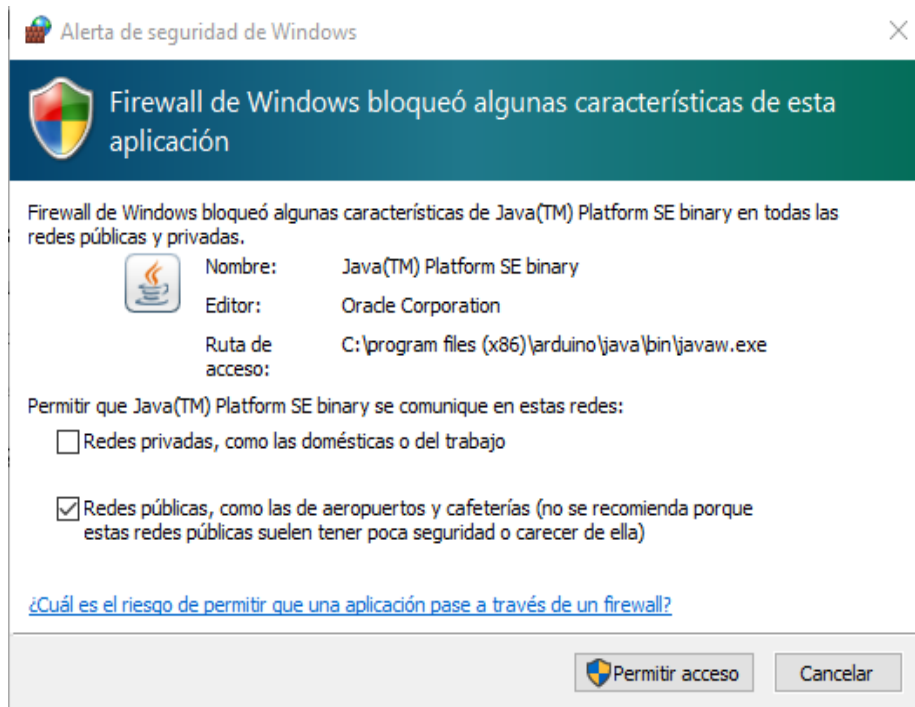 Alerta de seguridad de Windows
Firewall de Windows bloqueó algunas características de esta
aplicación
Firewall de Windows bloqueó algunas características de Java(TM) Platform SE binary en todas las
redes públicas y privadas.
Nombre: Java(TM) Platform SE binary
Editor: Oracle Corporation
Ruta de C:\program files (x86)\arduino\java\bin\javaw.exe
acceso:
Permitir que Java(TM) Platform SE binary se comunique en estas redes:
Redes privadas, como las domésticas o del trabajo
Redes públicas, como las de aeropuertos y cafeterías (no se recomienda porque
estas redes públicas suelen tener poca seguridad o carecer de ella)
¿Cuál es el riesgo de permitir que una aplicación pase a través de un firewall?
Permitir acceso Cancelar